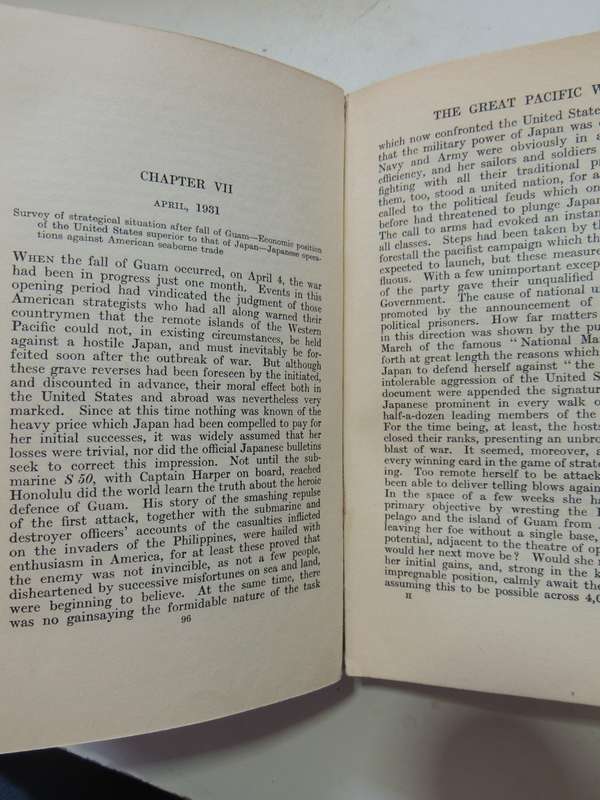 CHAPTER VII
APRIL, 1931
Survey of strategical situation after fall of Guam—Economic position
of the United States superior to that of Japan—Japanese opera-
tions against American seaborne trade
WHEN the fall of Guam occurred, on April 4, the war
had been in progress just one month. Events in this
opening period had vindicated the judgment of those
American strategists who had all along warned their
countrymen that the remote islands of the Western
Pacific could not, in existing circumstances, be held
against a hostile Japan, and must inevitably be for-
feited soon after the outbreak of war. But although
these grave reverses had been foreseen by the initiated,
and discounted in advance, their moral effect both in
the United States and abroad was nevertheless very
marked. Since at this time nothing was known of the
heavy price which Japan had been compelled to pay for
her initial successes, it was widely assumed that her
losses were trivial, nor did the official Japanese bulletins
seek to correct this impression. Not until the sub-
marine S 50, with Captain Harper on board, reached
Honolulu did the world learn the truth about the heroic
defence of Guam. His story of the smashing repulse
of the first attack, together with the submarine and
destroyer officers' accounts of the casualties inflicted
on the invaders of the Philippines, were hailed with
enthusiasm in America, for at least these proved that
the enemy was not invincible, as not a few people,
disheartened by successive misfortunes on sea and land,
were beginning to believe. At the same time, there
was no gainsaying the formidable nature of the task
96
THE GREAT PACIFIC W
which now confronted the United States
that the military power of Japan was
Navy and Army were obviously in a
efficiency, and her sailors and soldiers
fighting with all their traditional
them, too, stood a united nation, for a
called to the political feuds which on
before had threatened to plunge Japan
The call to arms had evoked an instan
all classes. Steps had been taken by th
forestall the pacifist campaign which th
expected to launch, but these measure
fluous. With a few unimportant excep
of the party gave their unqualified
Government. The cause of national u
promoted by the announcement of
political prisoners. How far matters
in this direction was shown by the pu
March of the famous "National Ma
forth at great length the reasons which
Japan to defend herself against "the
intolerable aggression of the United S
document were appended the signatur
Japanese prominent in every walk o
half-a-dozen leading members of the
For the time being, at least, the hosts
closed their ranks, presenting an unbro
blast of war. It seemed, moreover, a
every winning card in the game of strate
ing. Too remote herself to be attack
been able to deliver telling blows again
In the space of a few weeks she ha
primary objective by wresting the
pelago and the island of Guam from
leaving her foe without a single base,
potential, adjacent to the theatre of op
would her next move be? Would she
her initial gains, and, strong in the k
impregnable position, calmly await the
assuming this to be possible across 4,0
H